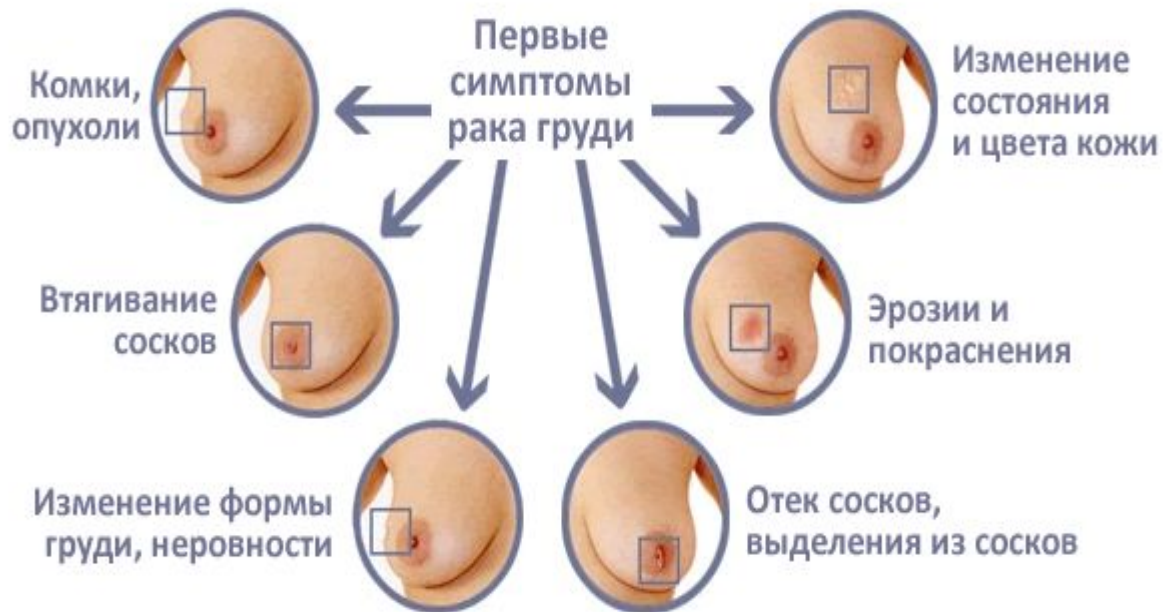 Первые
симптомы
рака груди
Комки,
опухоли
Изменение
состояния
и цвета кожи
Втягивание
сосков
Эрозии и
покраснения
Изменение формы
груди, неровности
Отек сосков,
выделения из сосков